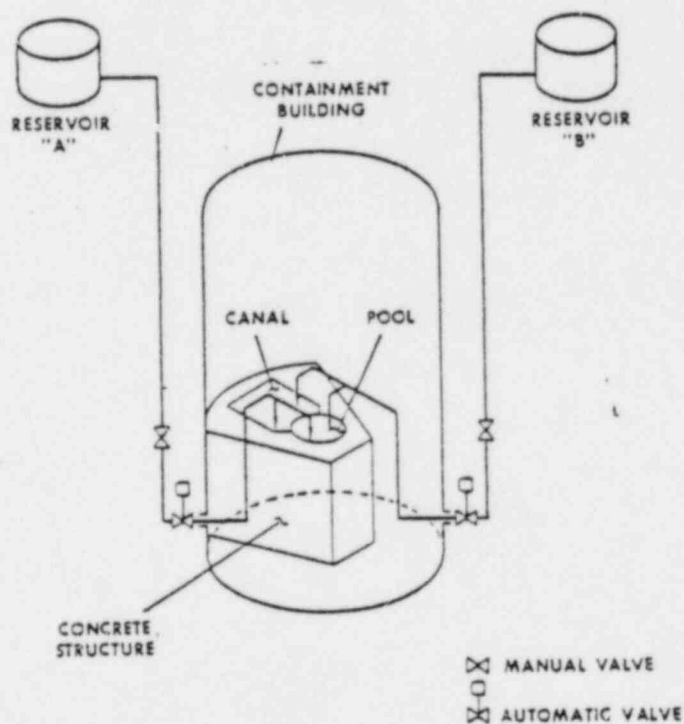 CONTAINMENT
BUILDING
RESERVOIR
"A"
RESERVOIR
"B"
CANAL
POOL
CONCRETE
STRUCTURE
MANUAL VALVE
AUTOMATIC VALVE